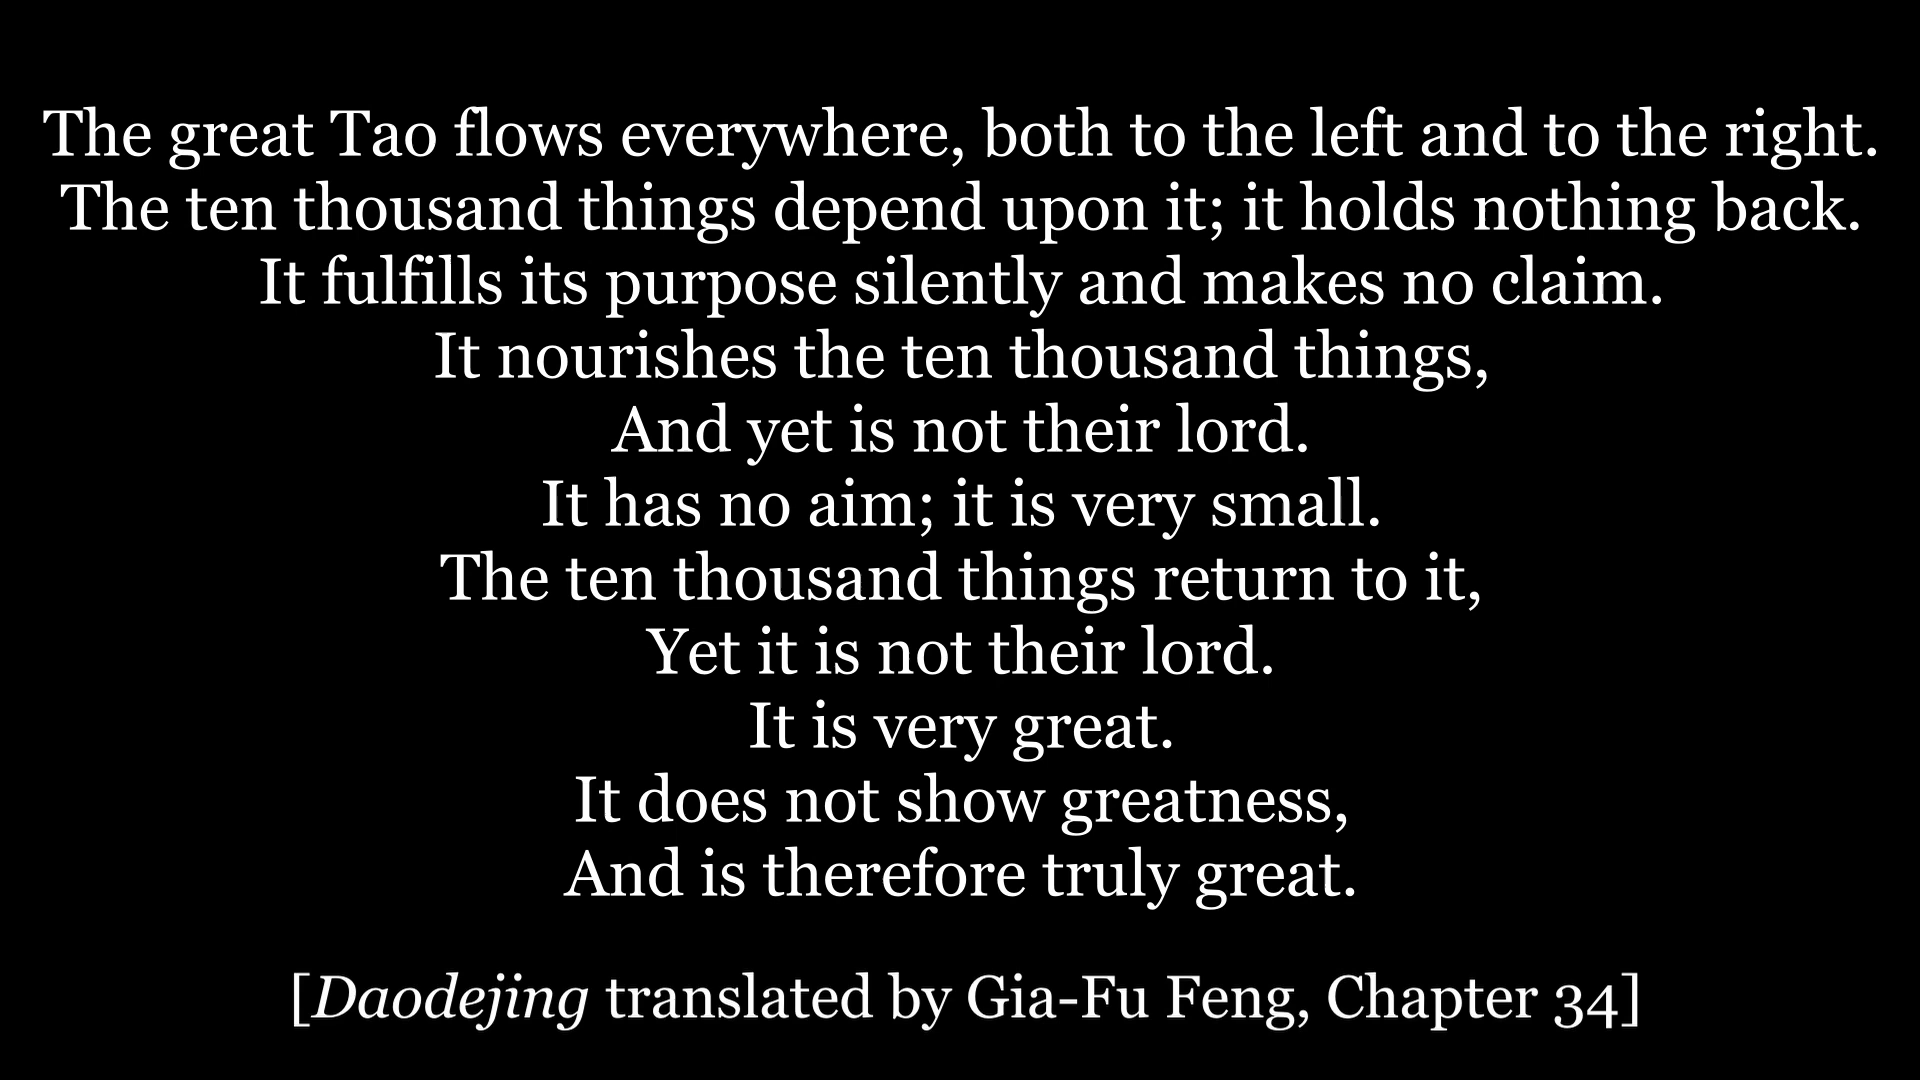 The great Tao flows everywhere, both to the left and to the right.
The ten thousand things depend upon it; it holds nothing back.
It fulfills its purpose silently and makes no claim.
It nourishes the ten thousand things,
And yet is not their lord.
It has no aim; it is very small.
The ten thousand things return to it,
Yet it is not their lord.
It is very great.
It does not show greatness,
And is therefore truly great.
[Daodejing translated by Gia-Fu Feng, Chapter 34]